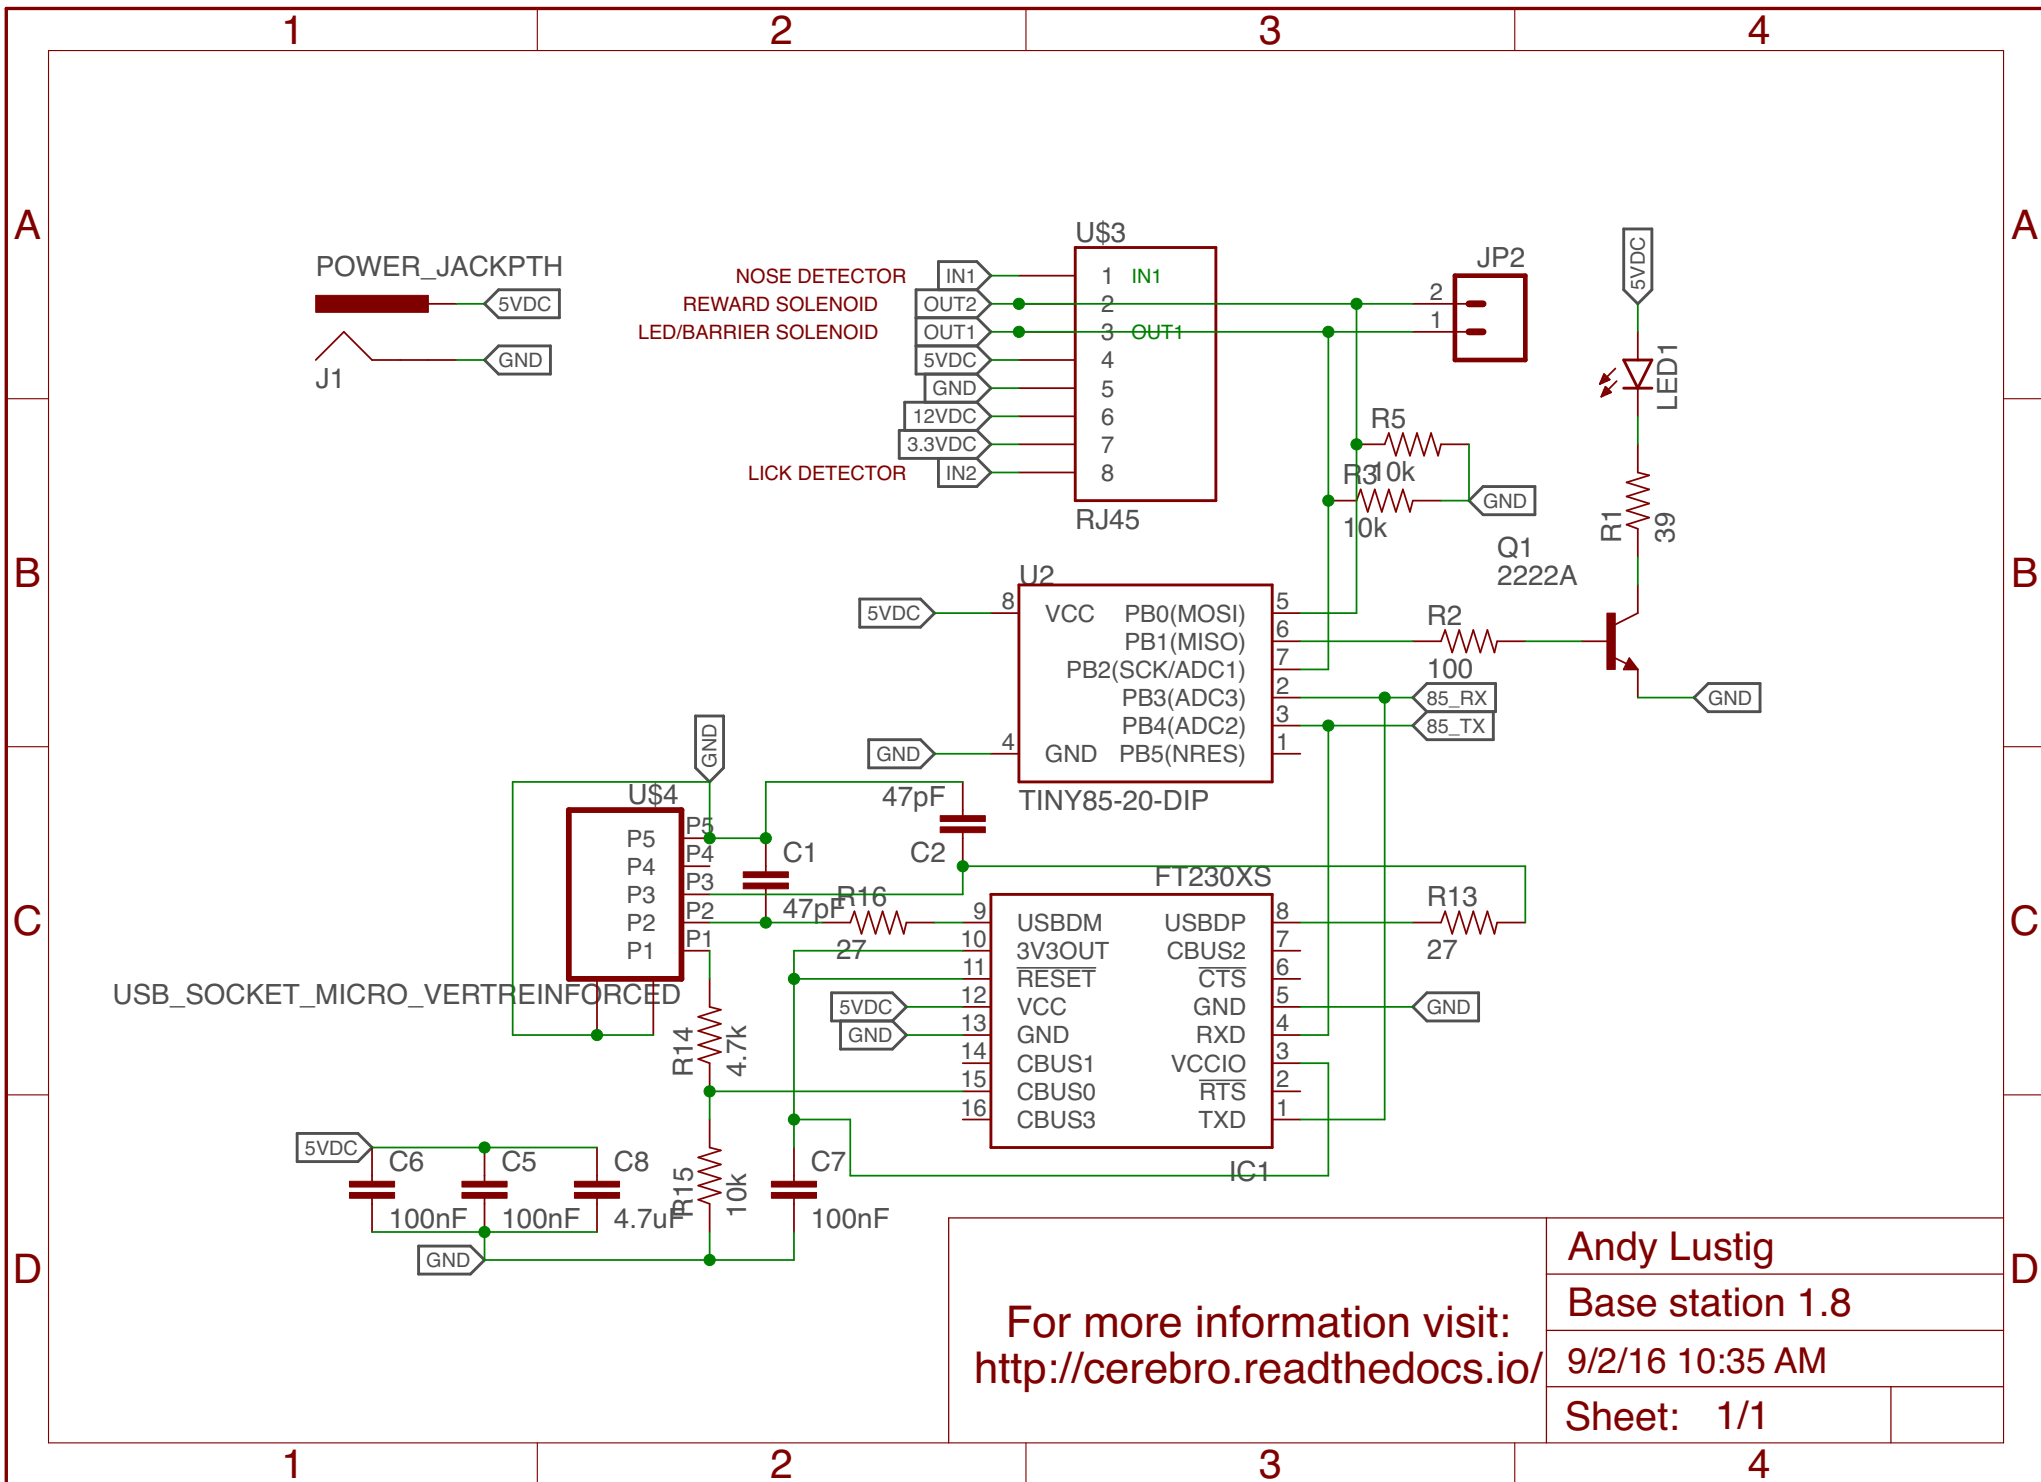 1 2 3 4
A A
B B
C C
D D
POWER_JACKPTH
5VDC
GND
J1
U$3
NOSE DETECTOR IN1 1 IN1
REWARD SOLENOID OUT2 2
LED/BARRIER SOLENOID OUT1 3 OUT1
5VDC 4
GND 5
12VDC 6
3.3VDC 7
LICK DETECTOR IN2 8
RJ45
JP2
2
1
5VDC
LED1
R5
10k
R3
10k
GND
R1
39
Q1
2222A
U2
5VDC 8 VCC PB0(MOSI) 5
PB1(MISO) 6
PB2(SCK/ADC1) 7
PB3(ADC3) 2
PB4(ADC2) 3
GND 4 GND PB5(NRES) 1
TINY85-20-DIP
R2
100
85_RX
85_TX
GND
GND
U$4
P5 P5
P4 P4
P3 P3
P2 P2
P1 P1
USB_SOCKET_MICRO_VERTREINFORCED
C1
47pF
47pF
C2
R16
27
FT230XS
9 USBDM USBDP 8
10 3V3OUT CBUS2 7
11 RESET CTS 6
5VDC 12 VCC GND 5 GND
GND 13 GND RXD 4
14 CBUS1 VCCIO 3
15 CBUS0 RTS 2
16 CBUS3 TXD 1
IC1
R13
27
R14
4.7k
R15
10k
5VDC
C6
100nF
C5
100nF
C8
4.7uF
C7
100nF
GND
For more information visit:
http://cerebro.readthedocs.io/
Andy Lustig
Base station 1.8
9/2/16 10:35 AM
Sheet: 1/1
1 2 3 4